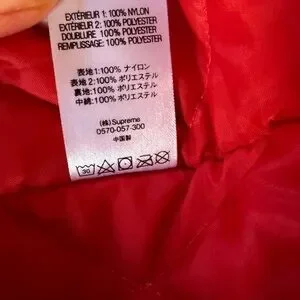 EXTÉRIEUR 1: 100% NYLON
EXTÉRIEUR 2: 100% POLYESTER
DOUBLURE: 100% POLYESTER
REMPLISSAGE: 100% POLYESTER
表地 1:100% ナイロン
表地 2:100% ポリエステル
裏地:100% ポリエステル
中綿:100% ポリエステル
(株) Supreme
0570-057-300
中国製
30